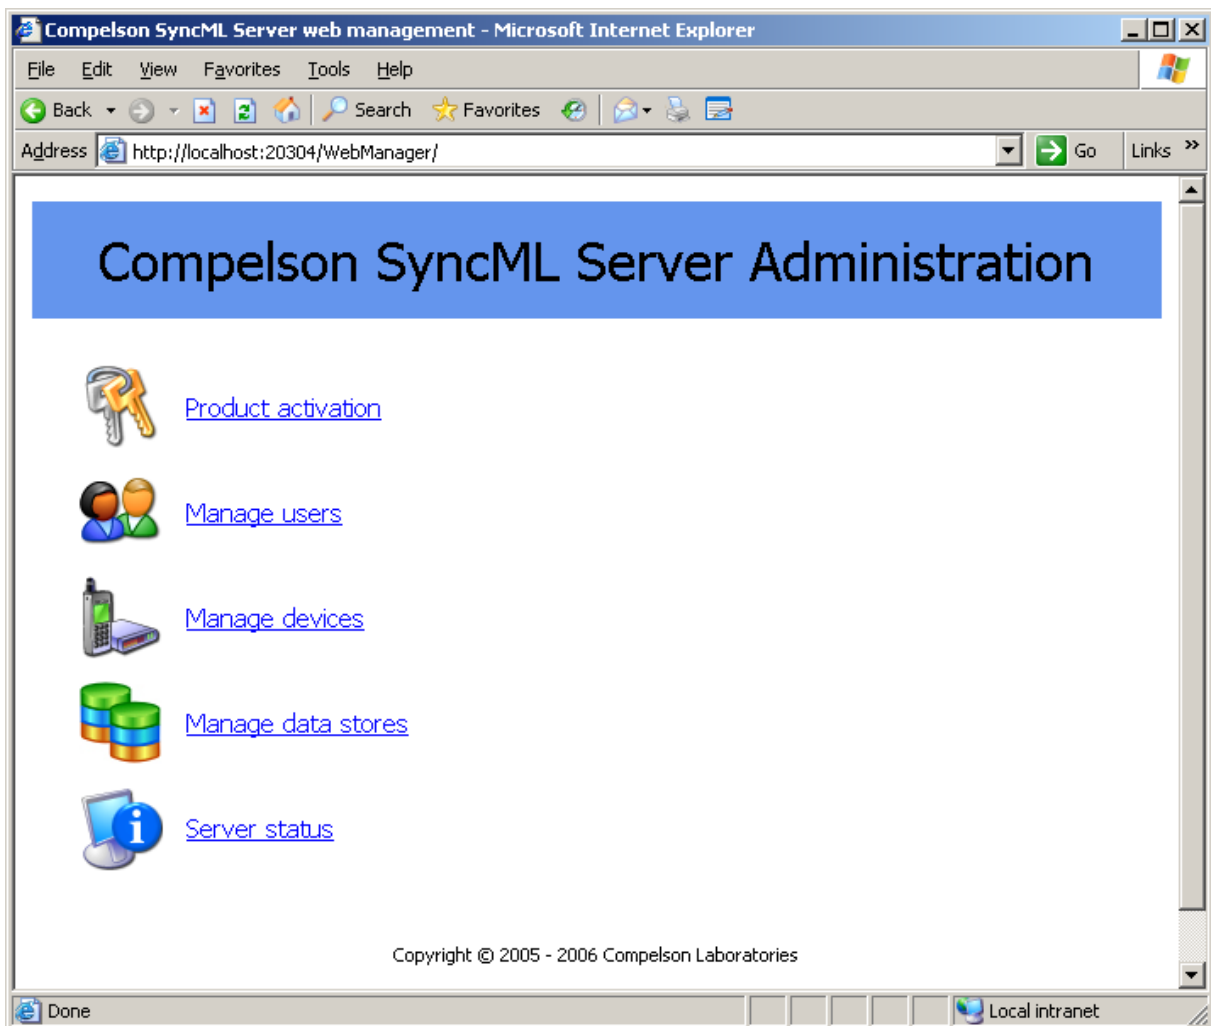 Compelson SyncML Server web management - Microsoft Internet Explorer
File Edit View Favorites Tools Help
Back Search Favorites
Address http://localhost:20304/WebManager/ Go Links »
Compelson SyncML Server Administration
Product activation
Manage users
Manage devices
Manage data stores
Server status
Copyright © 2005 - 2006 Compelson Laboratories
Done Local intranet